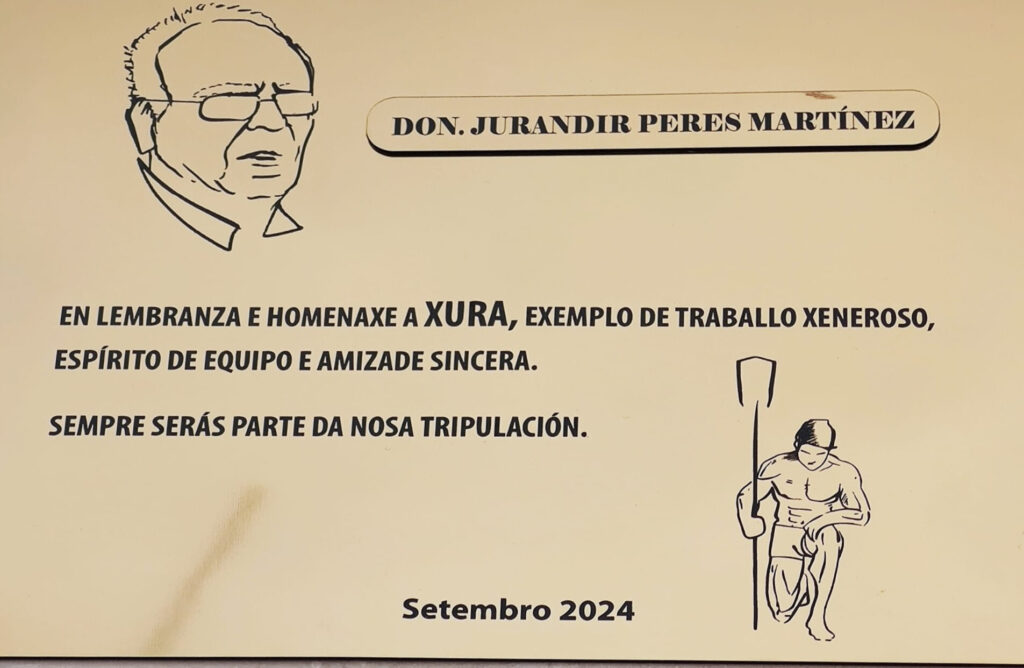 DON. JURANDIR PERES MARTÍNEZ
EN LEMBRANZA E HOMENAXE A XURA, EXEMPLO DE TRABALLO XENEROSO,
ESPÍRITO DE EQUIPO E AMIZADE SINCERA.
SEMPRE SERÁS PARTE DA NOSA TRIPULACIÓN.
Setembro 2024